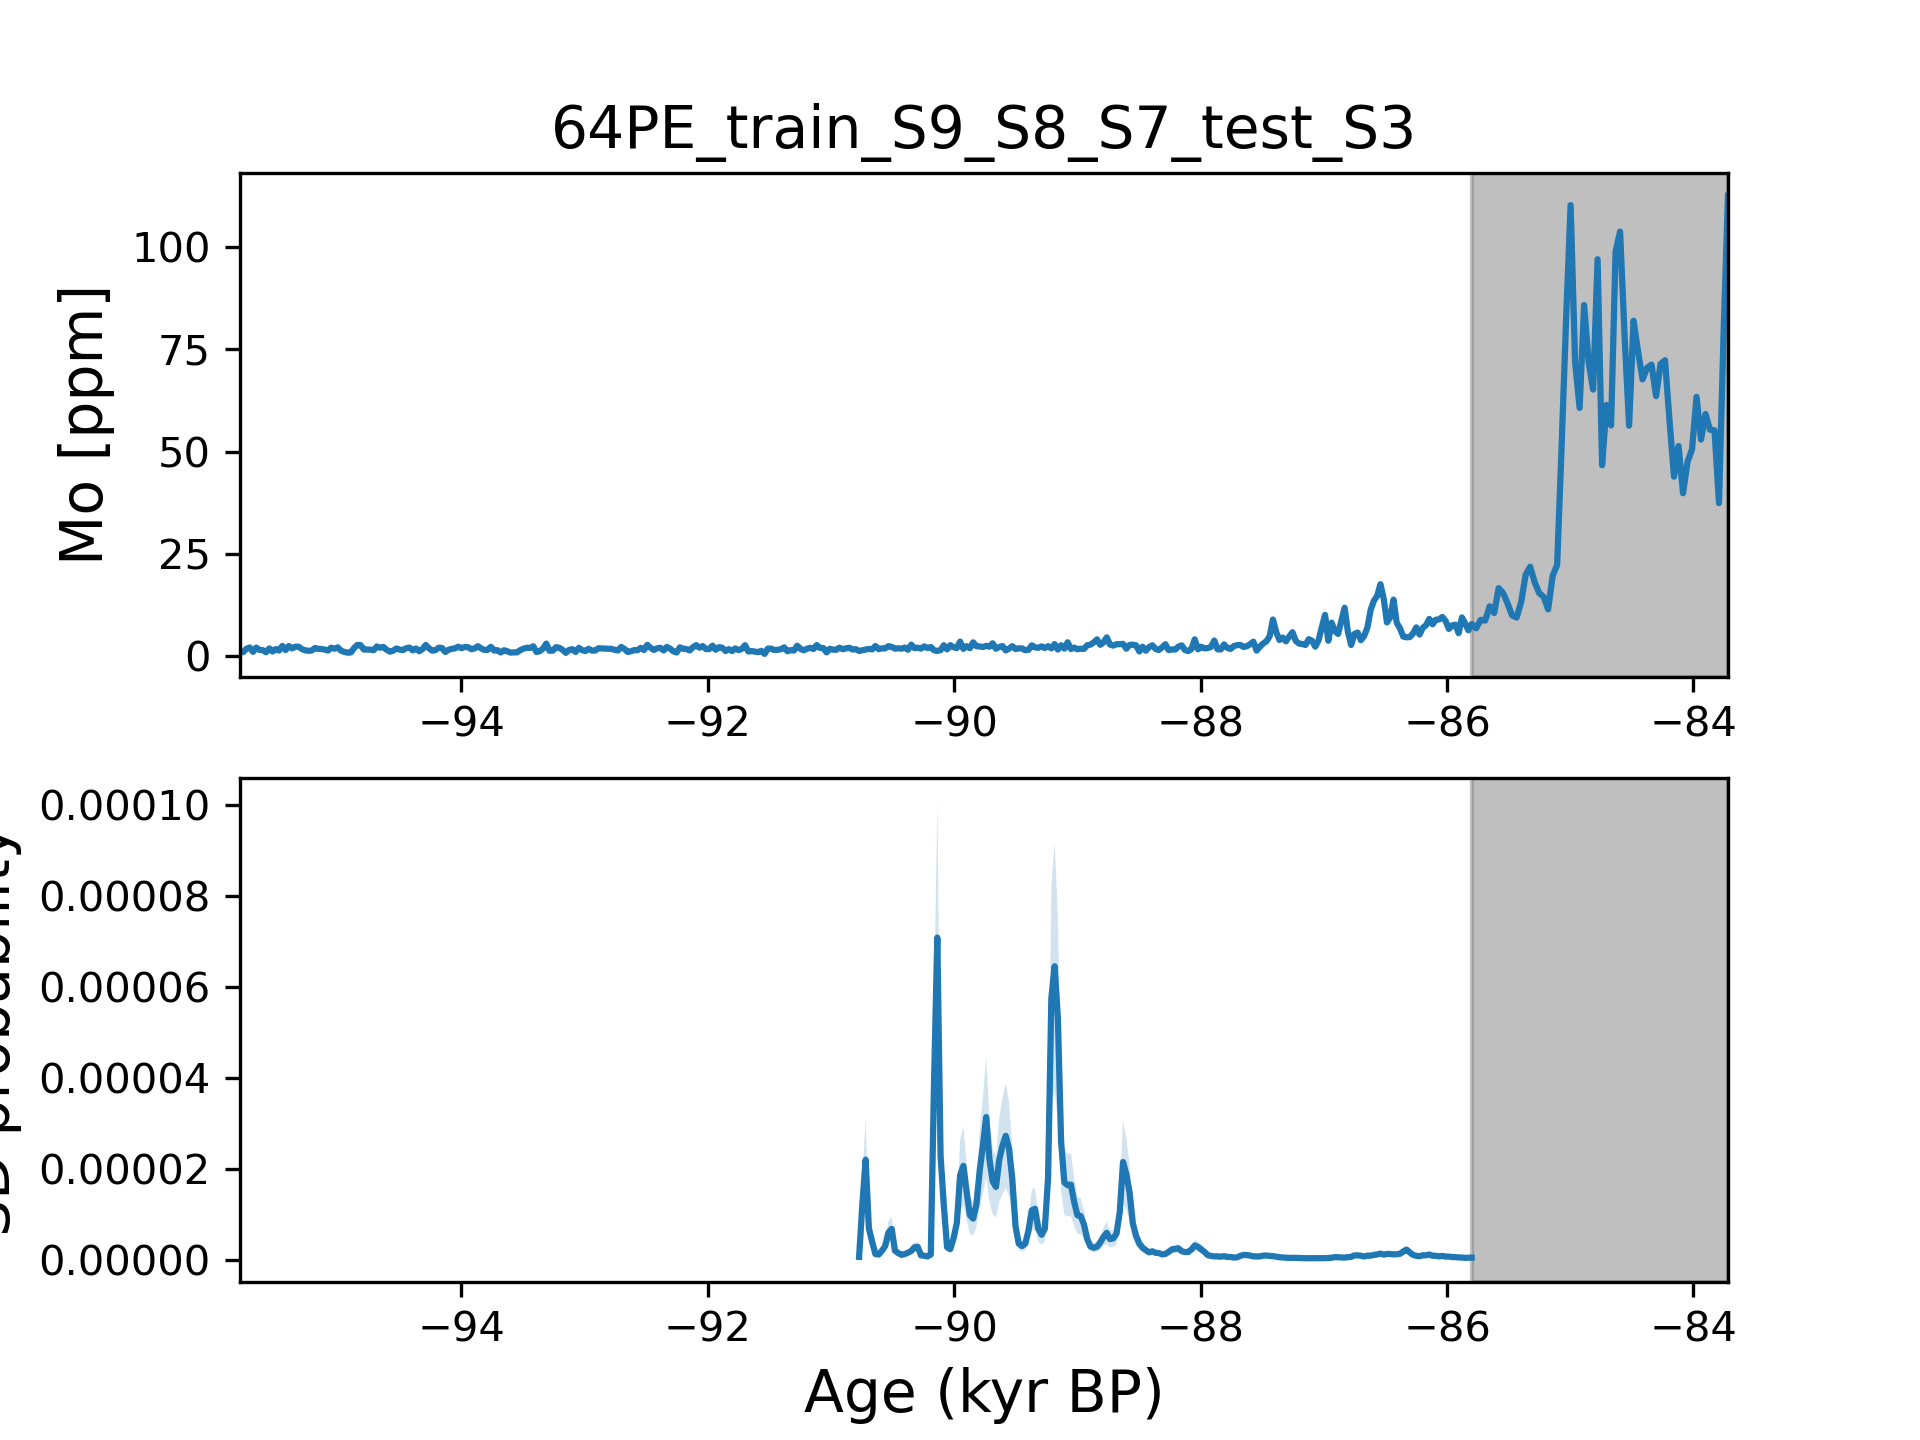 64PE_train_S9_S8_S7_test_S3
Mo [ppm]
100
75
50
25
0
−94 −92 −90 −88 −86 −84
probability
0.00010
0.00008
0.00006
0.00004
0.00002
0.00000
−94 −92 −90 −88 −86 −84
Age (kyr BP)